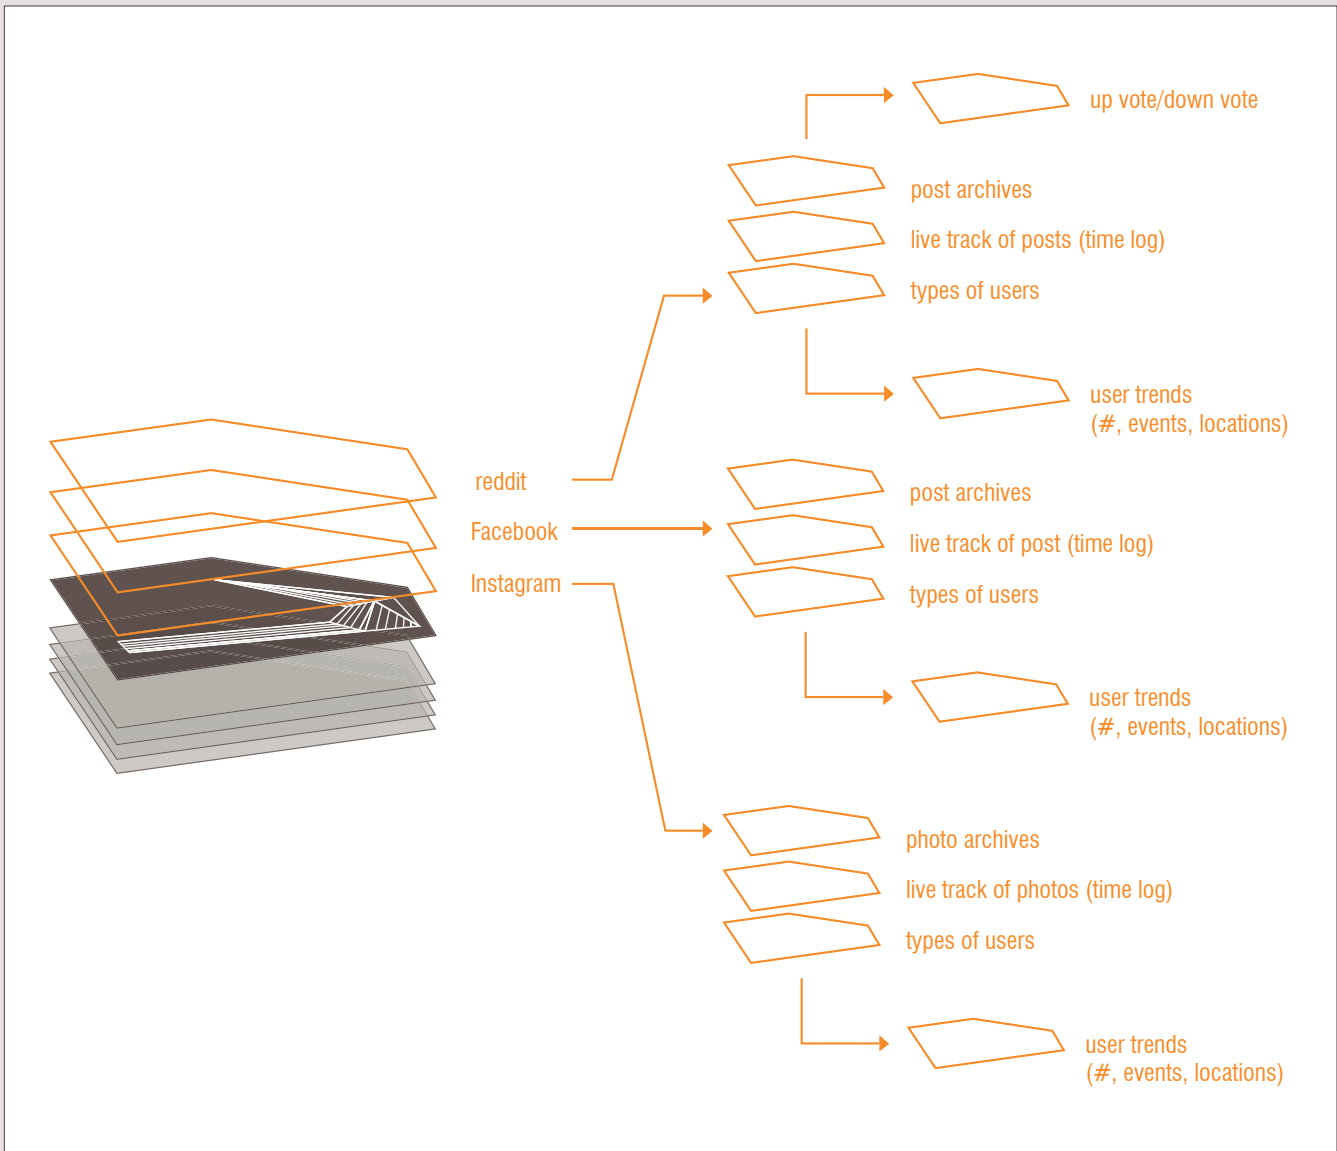 up vote/down vote
post archives
live track of posts (time log)
types of users
user trends
(#, events, locations)
reddit
Facebook
Instagram
post archives
live track of post (time log)
types of users
user trends
(#, events, locations)
photo archives
live track of photos (time log)
types of users
user trends
(#, events, locations)